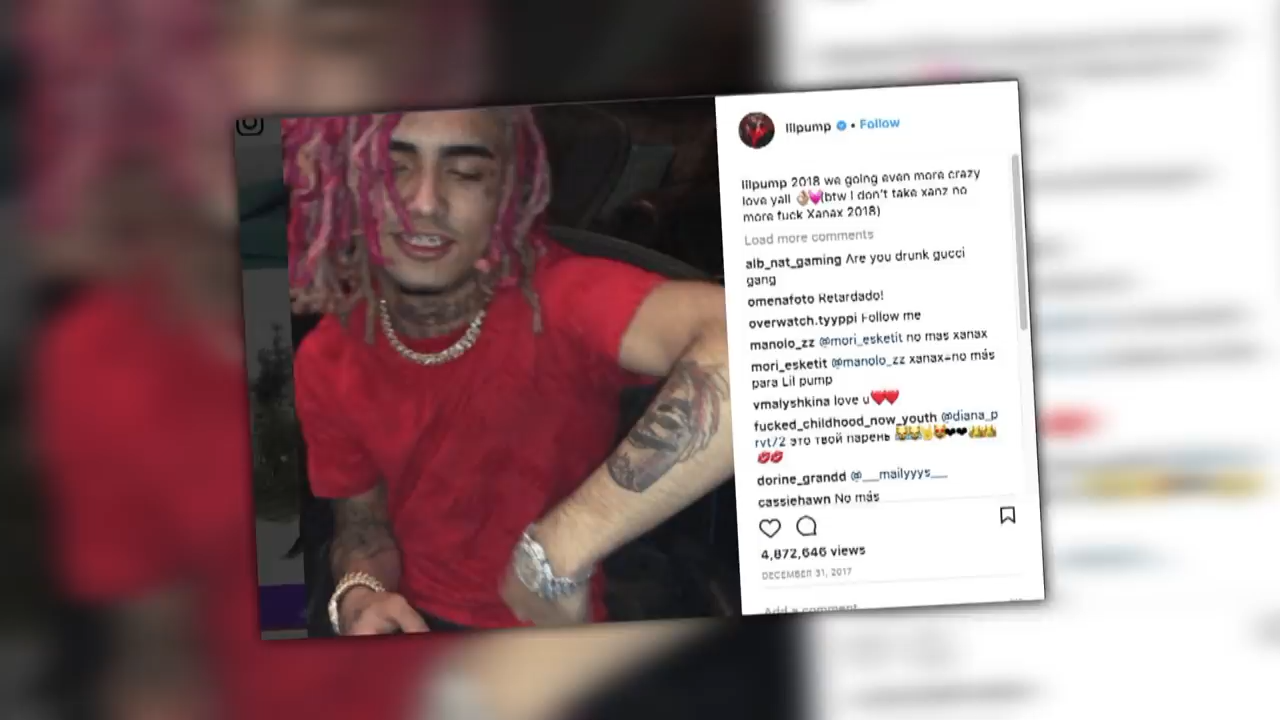 lilpump • Follow
lilpump 2018 we going even more crazy
love yall 👌🏼💓(btw I don't take xanz no
more fuck Xanax 2018)
Load more comments
alb_nat_gaming Are you drunk gucci
gang
omenafoto Retardado!
overwatch.tyyppi Follow me
manolo_zz @mori_esketit no mas xanax
mori_esketit @manolo_zz xanax=no más
para Lil pump
vmalyshkina love u❤️❤️
fucked_childhood_now_youth @diana_p
это твой парень
dorine_grandd @__mailyyys__
cassiehawn No más
4,872,646 views
DECEMBER 31, 2017
Add a comment